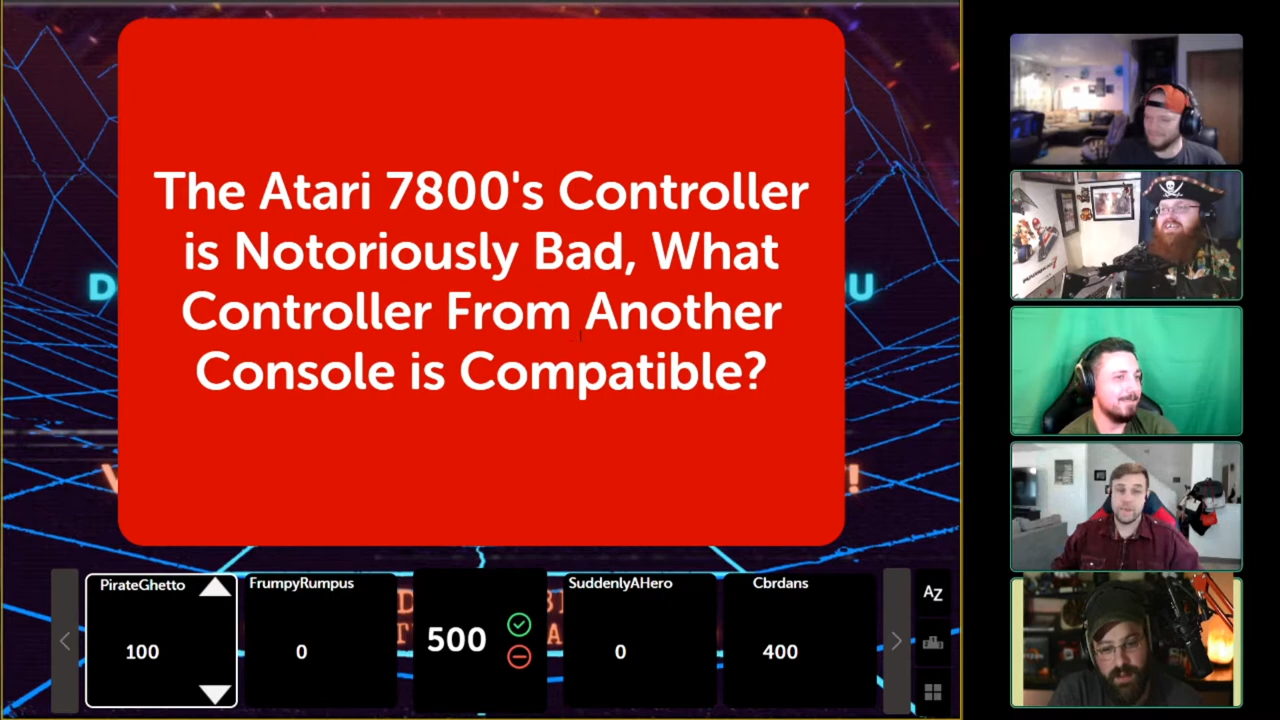 The Atari 7800's Controller
is Notoriously Bad, What
Controller From Another
Console is Compatible?
PirateGhetto
100
FrumpyRumpus
0
500
SuddenlyAHero
0
Cbrdans
400
AZ